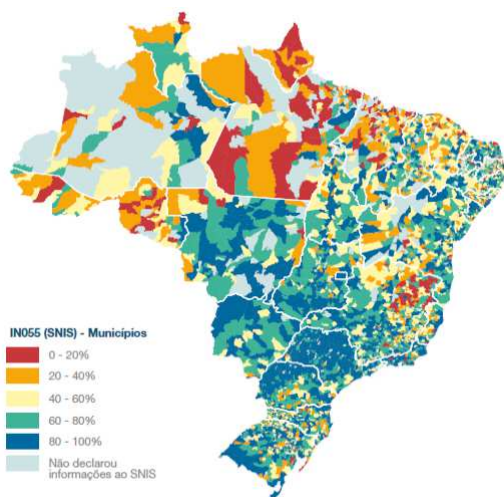 IN055 (SNIS) - Municípios
0 - 20%
20 - 40%
40 - 60%
60 - 80%
80 - 100%
Não declarou
informações ao SNIS